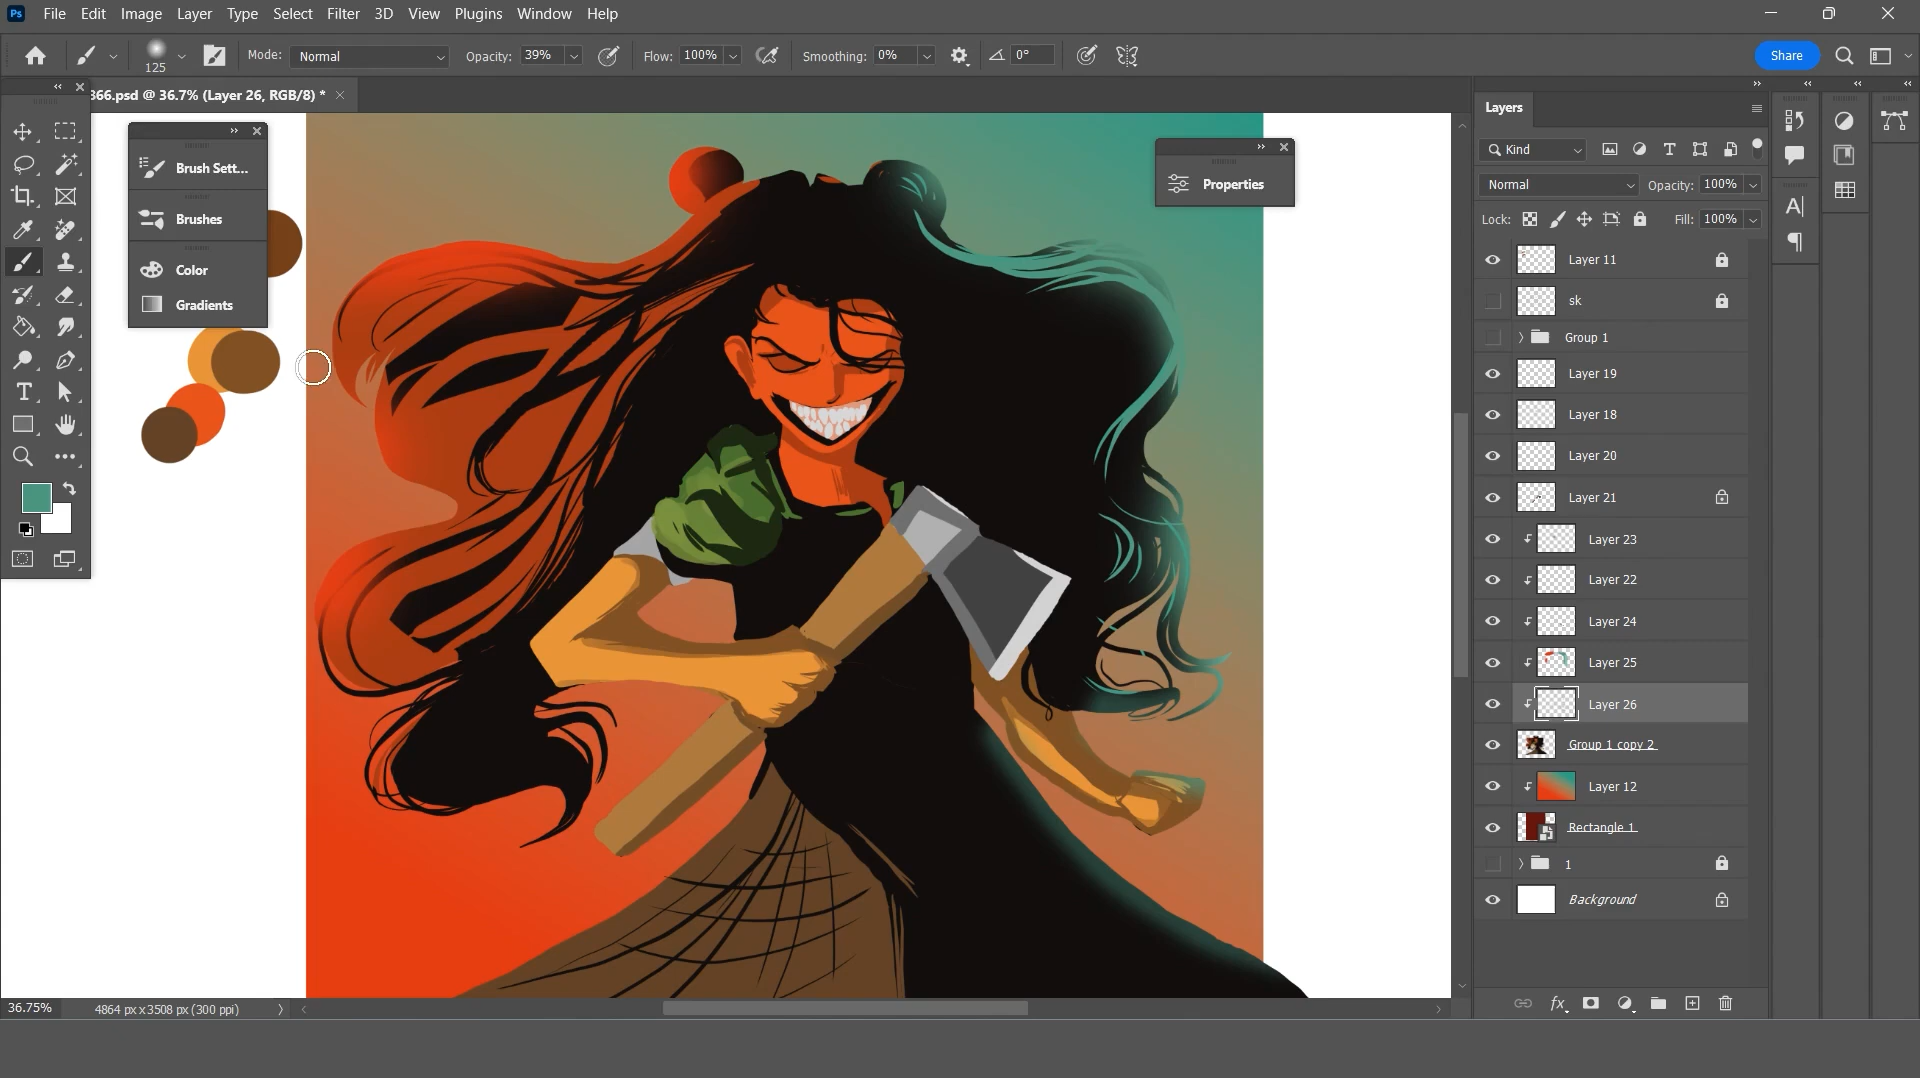 Ps File Edit Image Layer Type Select Filter 3D View Plugins Window Help
125 Mode: Normal Opacity: 39% Flow: 100% Smoothing: 0% 0° Share
366.psd @ 36.7% (Layer 26, RGB/8) * ×
Brush Sett...
Brushes
Color
Gradients
Properties
Layers
Kind
Normal Opacity: 100%
Lock: Fill: 100%
Layer 11
sk
Group 1
Layer 19
Layer 18
Layer 20
Layer 21
Layer 23
Layer 22
Layer 24
Layer 25
Layer 26
Group 1 copy 2
Layer 12
Rectangle 1
1
Background
36.75% 4864 px x 3508 px (300 ppi)